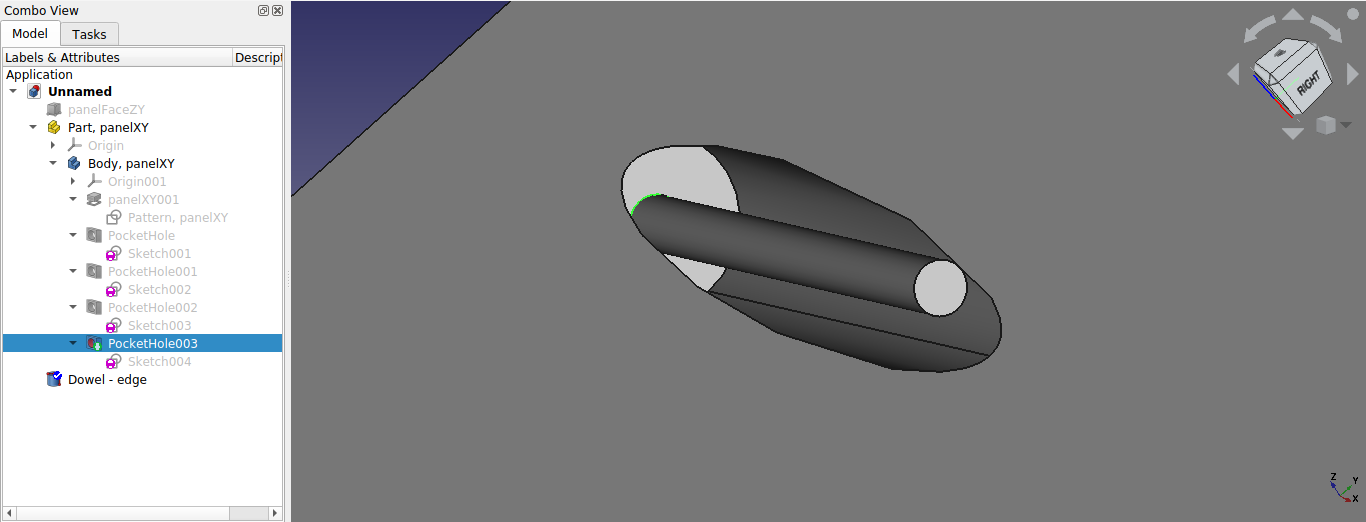 Combo View
Model
Tasks
Labels & Attributes
Descript
Application
Unnamed
panelFaceZY
Part, panelXY
Origin
Body, panelXY
Origin001
panelXY001
Pattern, panelXY
PocketHole
Sketch001
PocketHole001
Sketch002
PocketHole002
Sketch003
PocketHole003
Sketch004
Dowel - edge
RIGHT
Z
Y
X